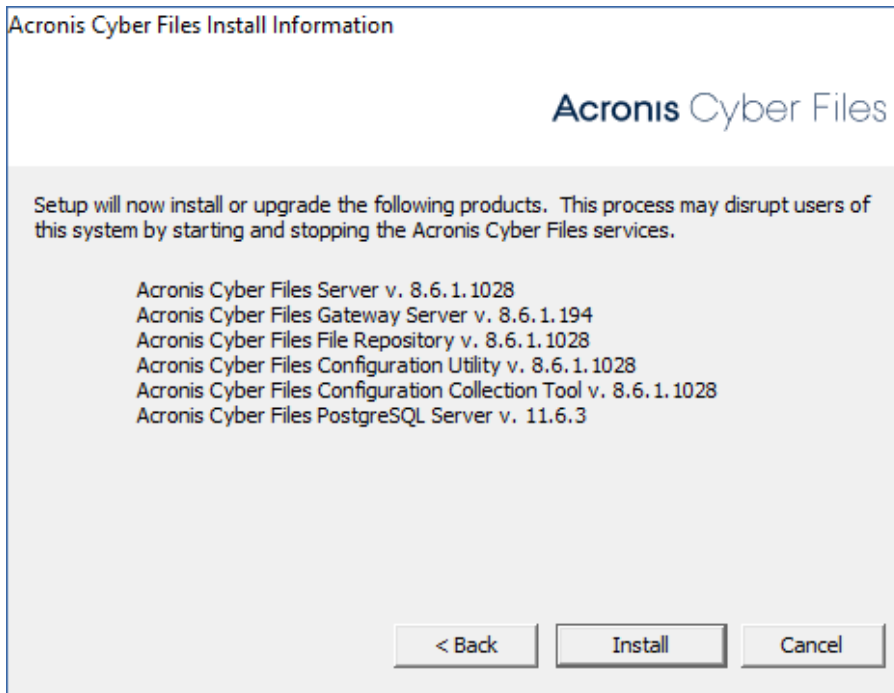 Acronis Cyber Files Install Information
Acronis Cyber Files
Setup will now install or upgrade the following products.  This process may disrupt users of
this system by starting and stopping the Acronis Cyber Files services.
Acronis Cyber Files Server v. 8.6.1.1028
Acronis Cyber Files Gateway Server v. 8.6.1.194
Acronis Cyber Files File Repository v. 8.6.1.1028
Acronis Cyber Files Configuration Utility v. 8.6.1.1028
Acronis Cyber Files Configuration Collection Tool v. 8.6.1.1028
Acronis Cyber Files PostgreSQL Server v. 11.6.3
< Back Install Cancel